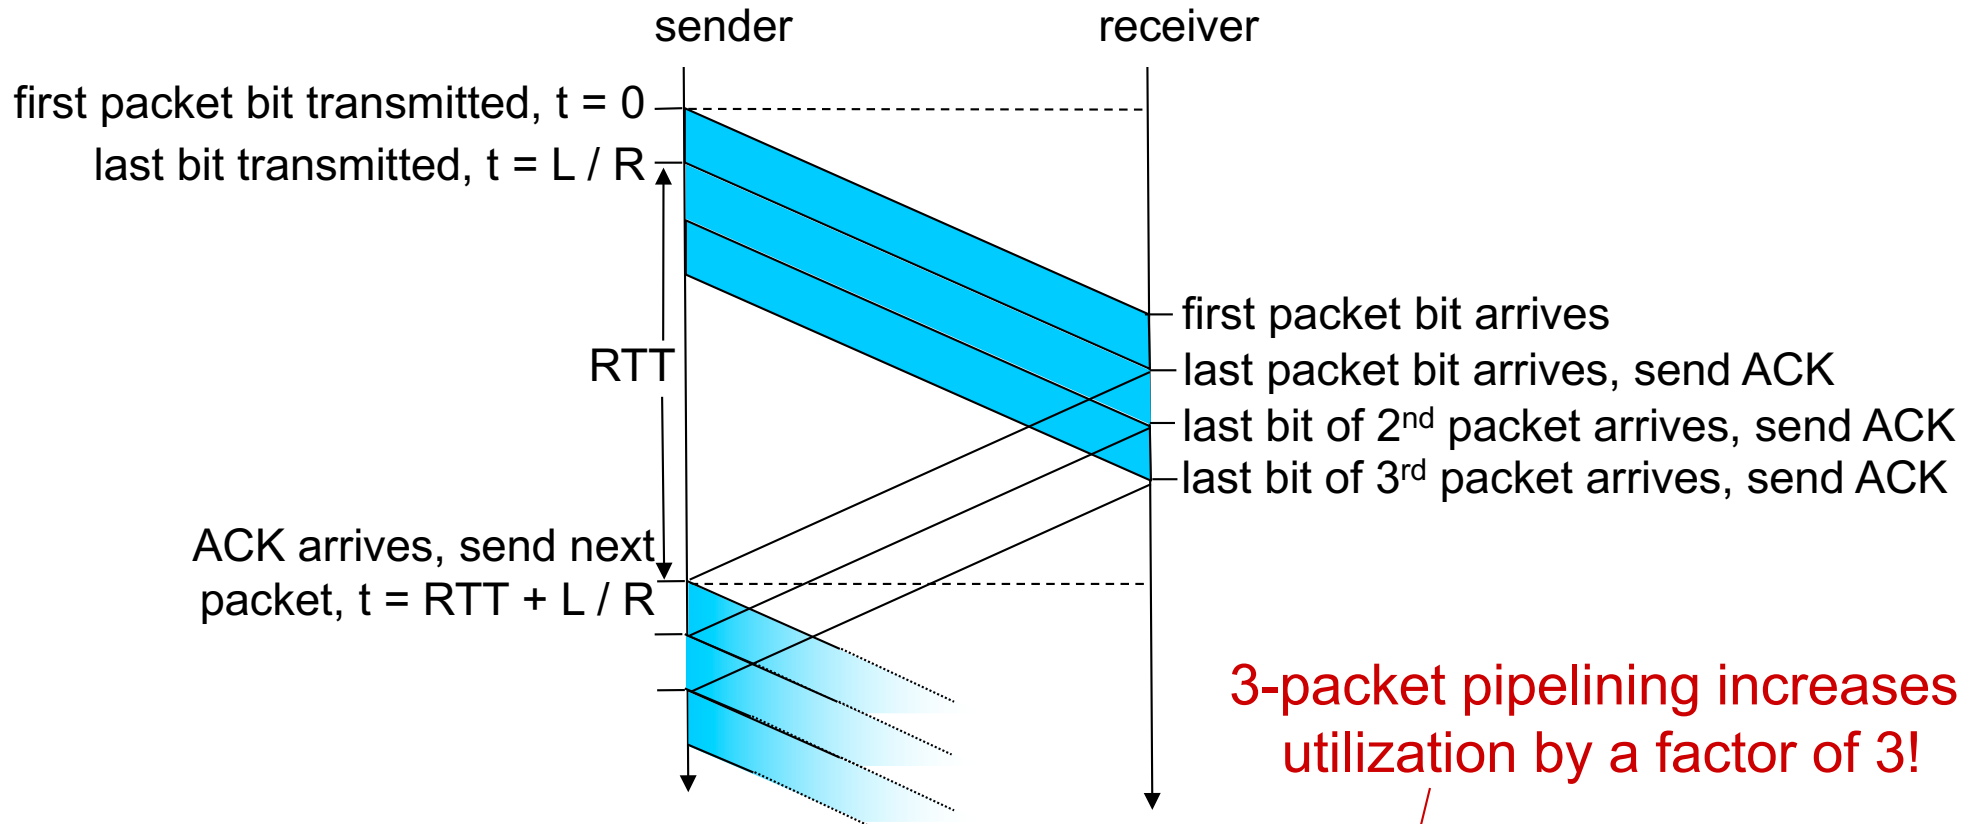 sender
receiver
first packet bit transmitted, t = 0
last bit transmitted, t = L / R
first packet bit arrives
RTT
last packet bit arrives, send ACK
last bit of 2nd packet arrives, send ACK
last bit of 3rd packet arrives, send ACK
ACK arrives, send next
packet, t = RTT + L / R
3-packet pipelining increases
utilization by a factor of 3!